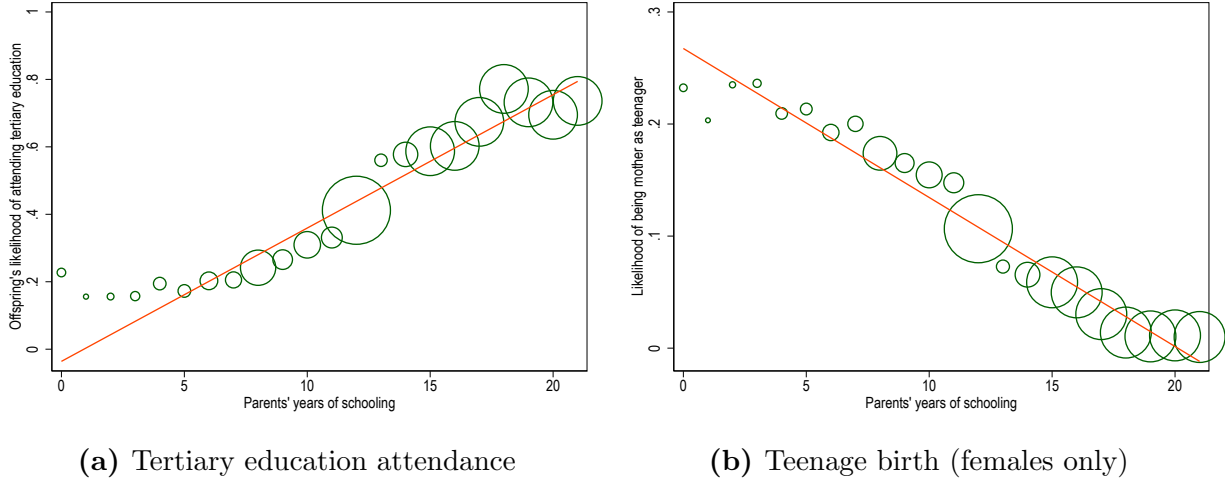 Offspring's likelihood of attending tertiary education
1
.8
.6
.4
.2
0
0 5 10 15 20
Parents' years of schooling
(a) Tertiary education attendance
Likelihood of being mother as teenager
.3
.2
.1
0
0 5 10 15 20
Parents' years of schooling
(b) Teenage birth (females only)